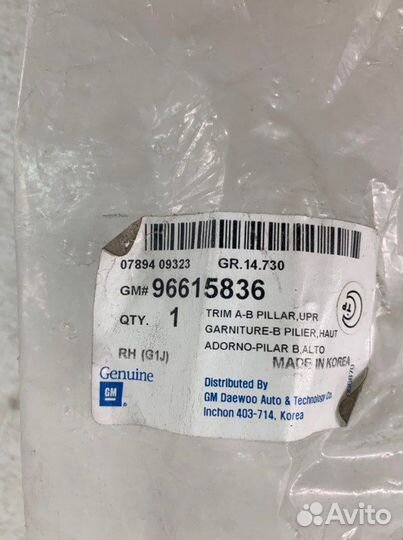 07894 09323 GR.14.730
GM# 96615836
QTY. 1 TRIM A-B PILLAR,UPR
GARNITURE-B PILIER,HAUT
ADORNO-PILAR B,ALTO
RH (G1J) MADE IN KOREA
Genuine
GM
Distributed By
GM Daewoo Auto & Technology Co.
Inchon 403-714, Korea
Avito